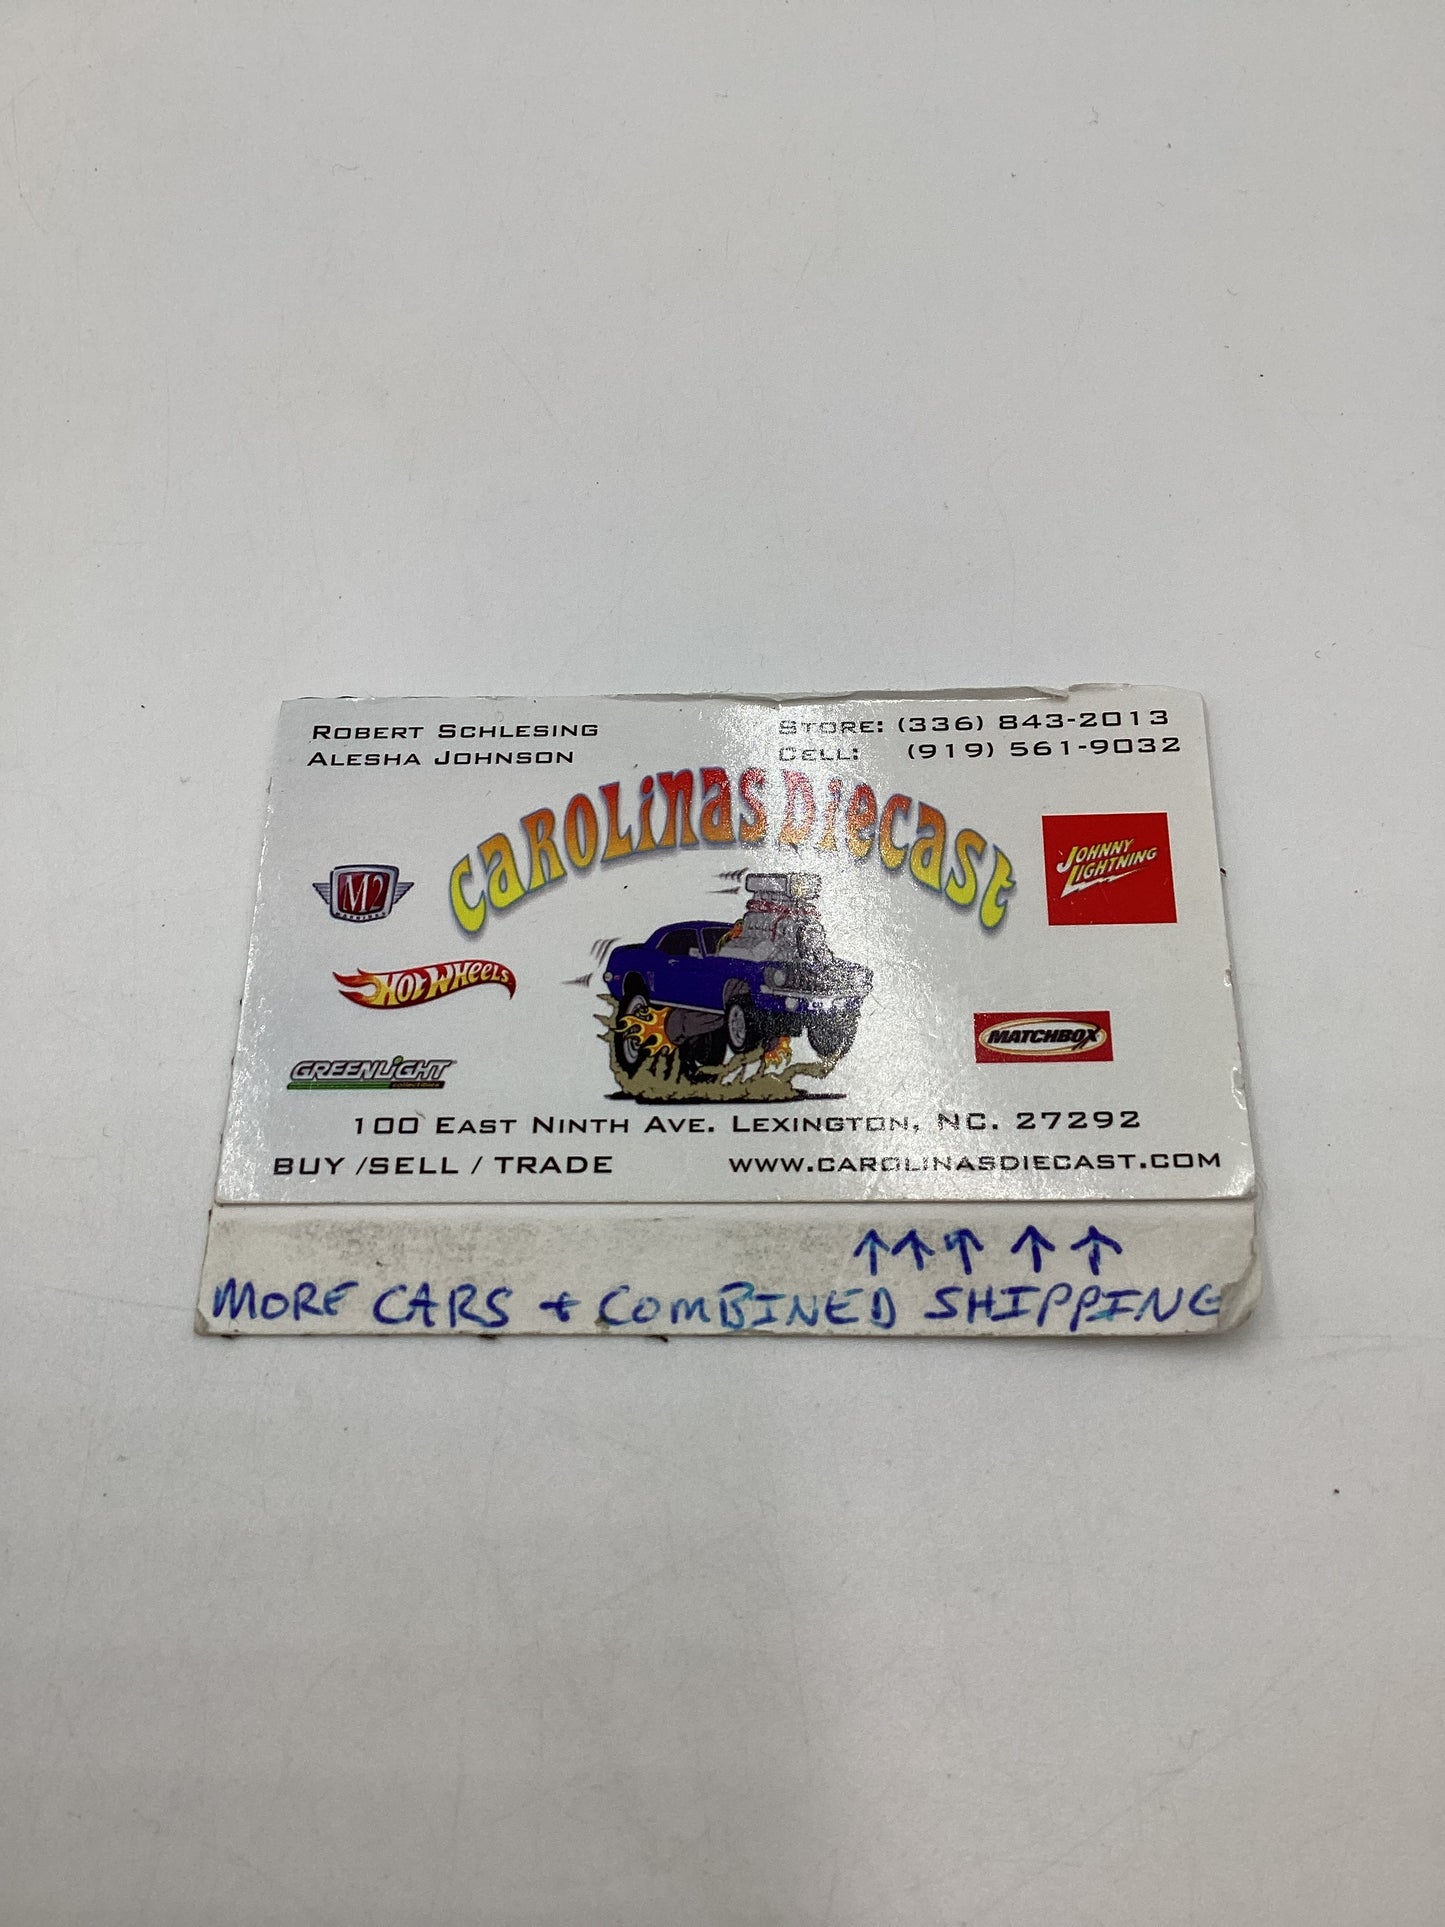 ROBERT SCHLESING
ALESHA JOHNSON
STORE: (336) 843-2013
CELL: (919) 561-9032
CAROLINAS DIECAST
M2
MACHINES
JOHNNY
LIGHTNING
HOT WHEELS
MATCHBOX
GREENLIGHT
collectibles
100 EAST NINTH AVE. LEXINGTON, NC. 27292
BUY /SELL / TRADE
WWW.CAROLINASDIECAST.COM
↑↑↑ ↑ ↑
MORE CARS + COMBINED SHIPPING